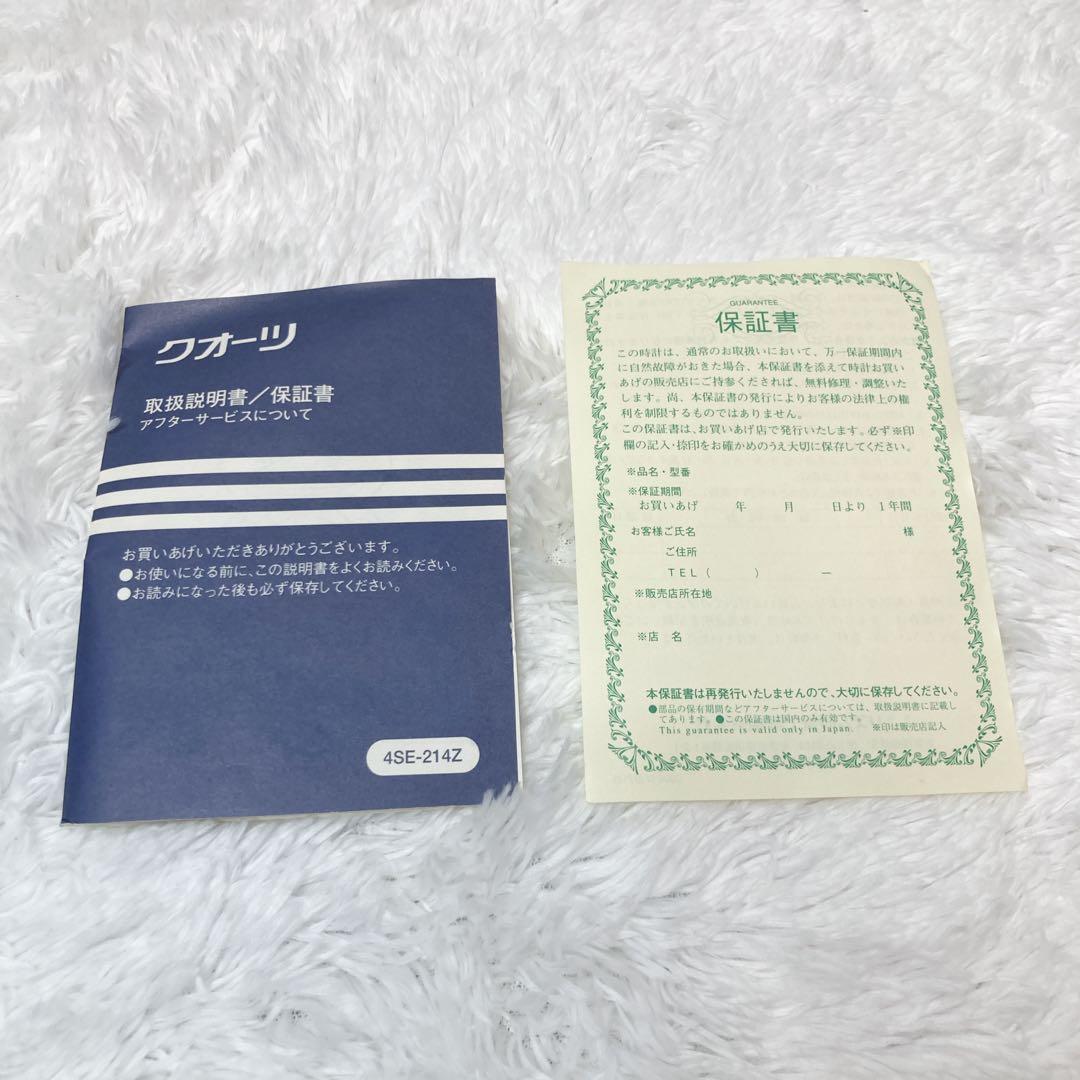 クオーツ
取扱説明書／保証書
アフターサービスについて
お買いあげいただきありがとうございます。
●お使いになる前に、この説明書をよくお読みください。
●お読みになった後も必ず保存してください。
4SE-214Z
GUARANTEE
保証書
この時計は、通常のお取扱いにおいて、万一保証期間内
に自然故障がおきた場合、本保証書を添えて時計お買い
あげの販売店にご持参くだされば、無料修理・調整いた
します。尚、本保証書の発行によりお客様の法律上の権
利を制限するものではありません。
この保証書は、お買いあげ店で発行いたします。必ず※印
欄の記入・捺印をお確かめのうえ大切に保存してください。
※品名・型番
※保証期間
お買いあげ 年 月 日より 1年間
お客様ご氏名 様
ご住所
TEL( ) ー
※販売店所在地
※店 名
本保証書は再発行いたしませんので、大切に保存してください。
●部品の保有期間などアフターサービスについては、取扱説明書に記載し
てあります。●この保証書は国内のみ有効です。
This guarantee is valid only in Japan. ※印は販売店記入